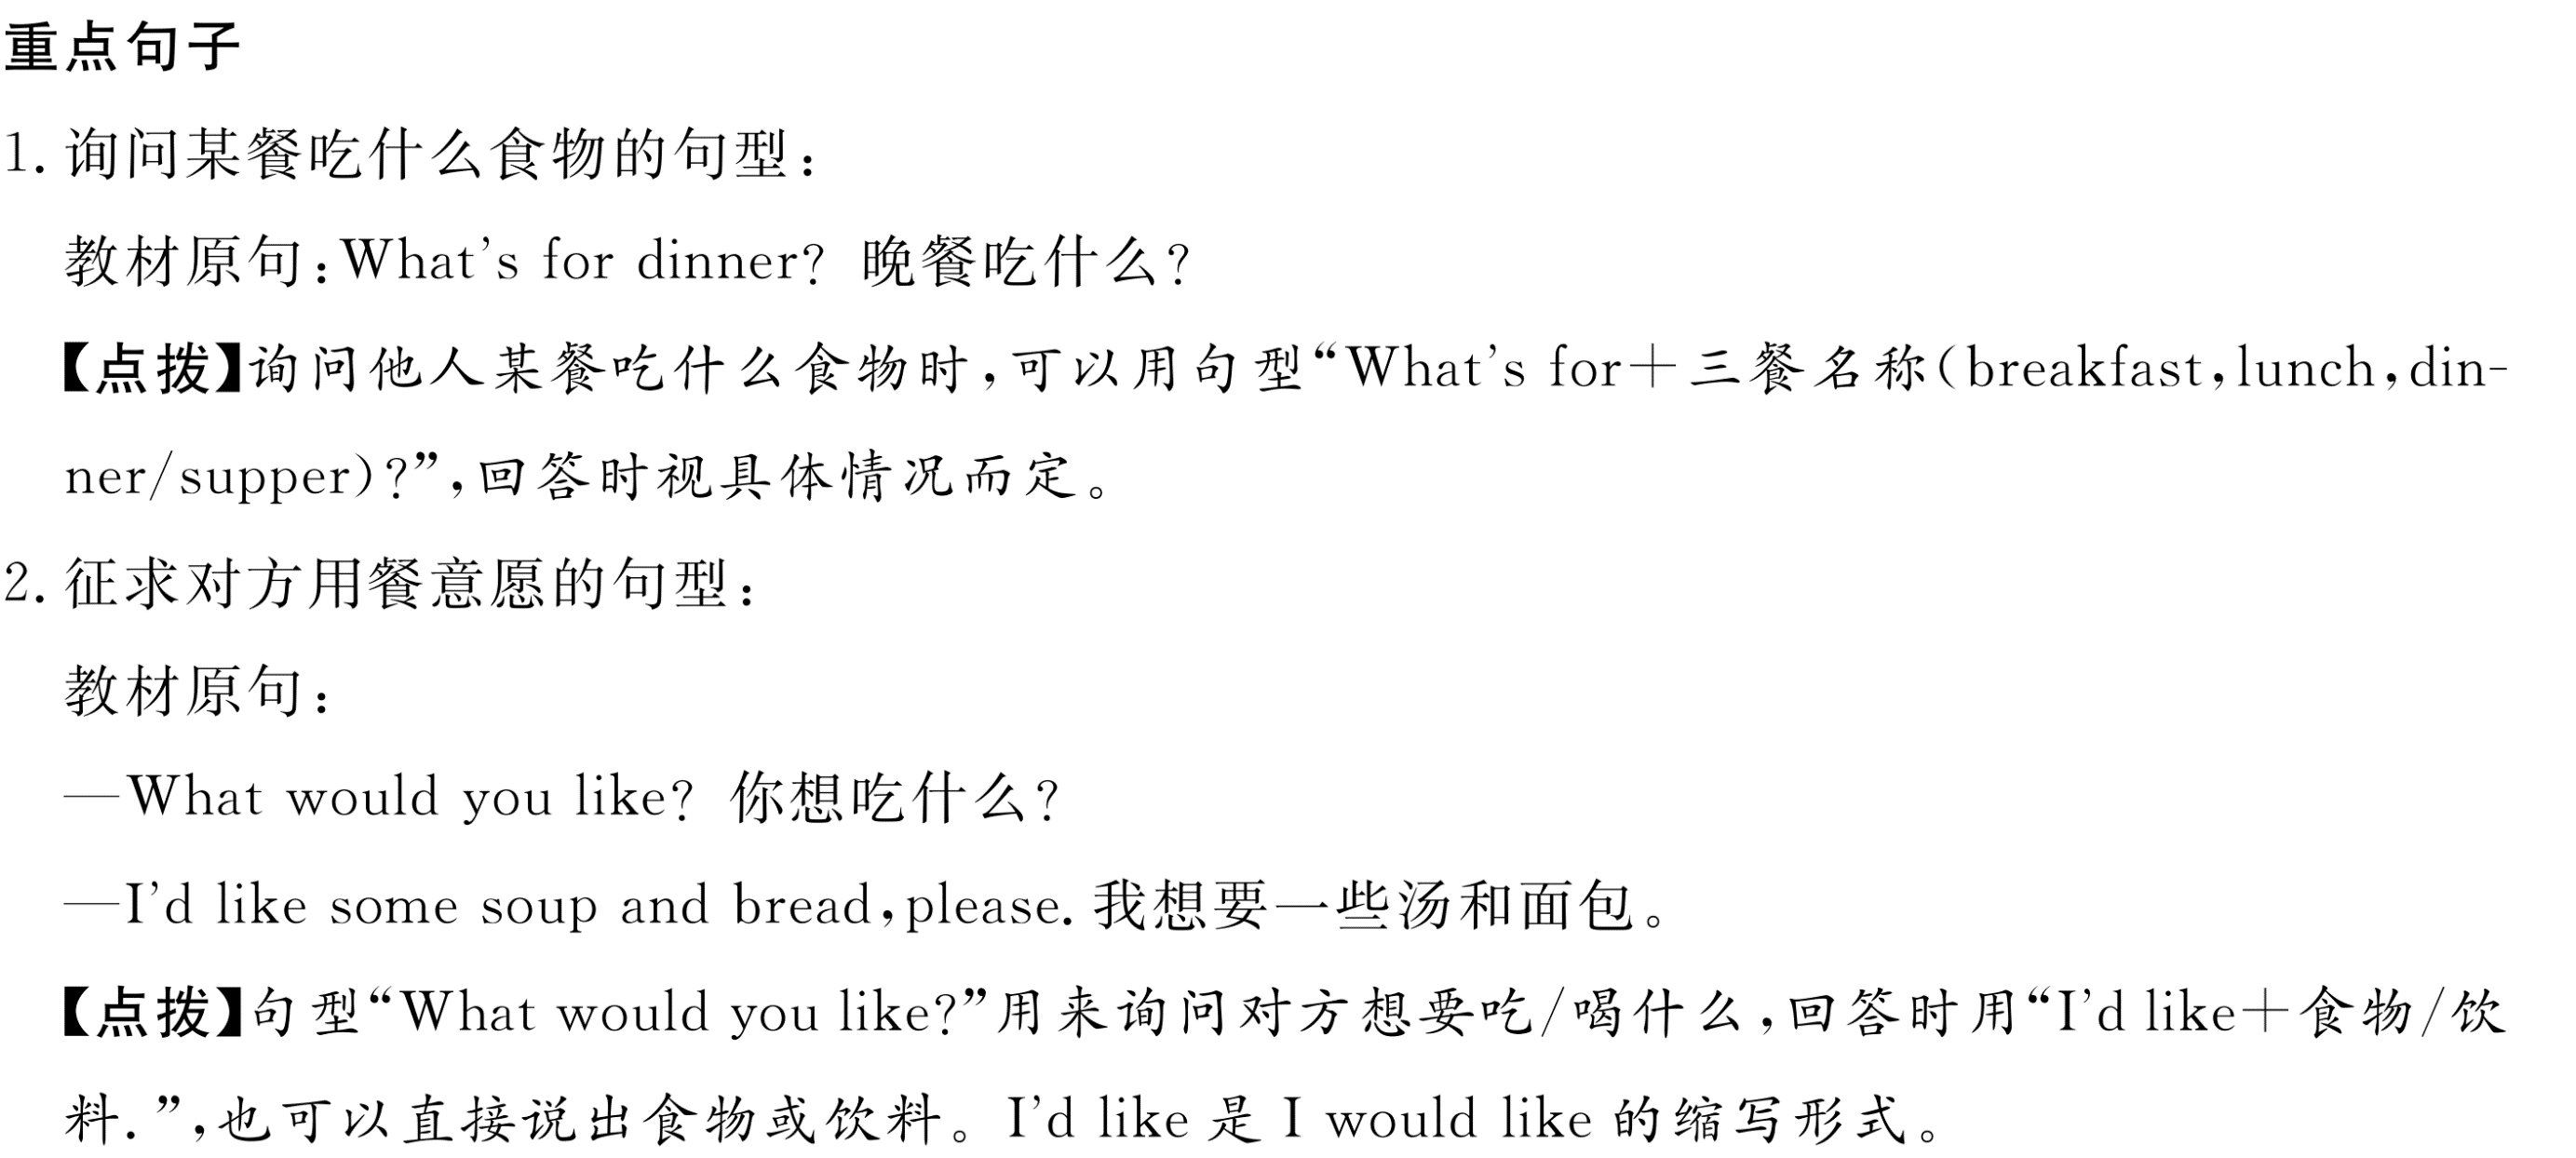 重点句子
1. 询问某餐吃什么食物的句型：
教材原句：What's for dinner? 晚餐吃什么？
【点拨】询问他人某餐吃什么食物时，可以用句型“What's for＋三餐名称(breakfast,lunch,din-
ner/supper)?”，回答时视具体情况而定。
2. 征求对方用餐意愿的句型：
教材原句：
—What would you like? 你想吃什么？
—I'd like some soup and bread,please. 我想要一些汤和面包。
【点拨】句型“What would you like?”用来询问对方想要吃/喝什么，回答时用“I'd like＋食物/饮
料.”，也可以直接说出食物或饮料。I'd like 是 I would like 的缩写形式。